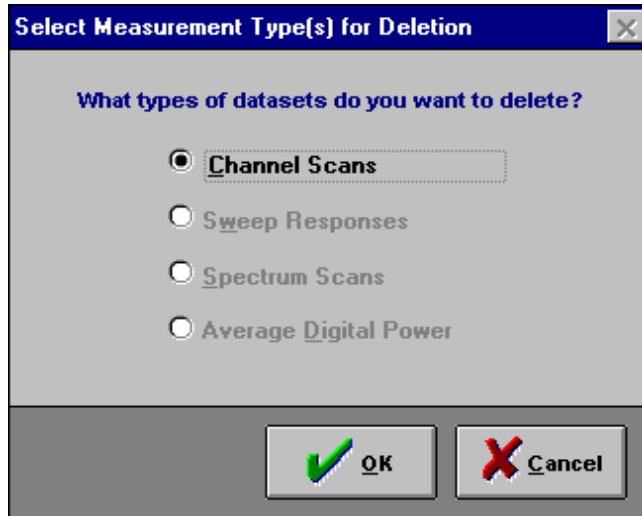 Select Measurement Type(s) for Deletion
What types of datasets do you want to delete?
Channel Scans
Sweep Responses
Spectrum Scans
Average Digital Power
OK
Cancel